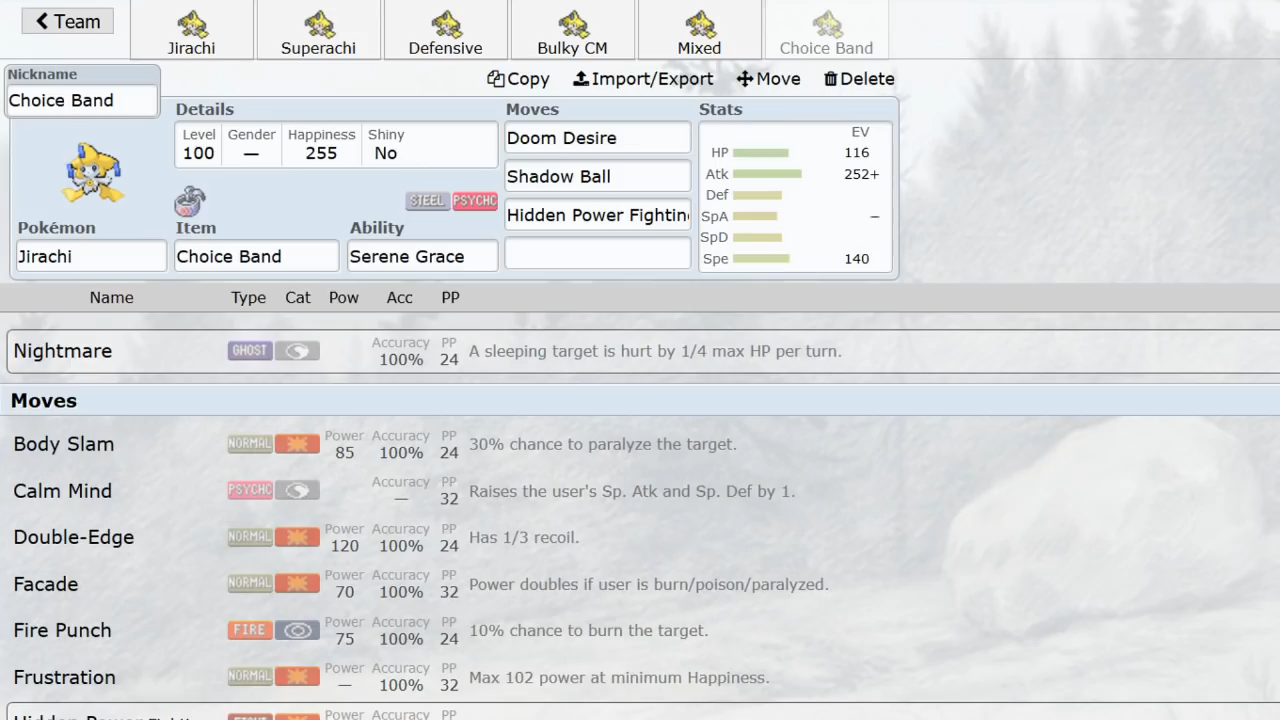 Team
Jirachi
Superachi
Defensive
Bulky CM
Mixed
Choice Band
Nickname
Choice Band
Copy
Import/Export
Move
Delete
Details
Level Gender Happiness Shiny
100 — 255 No
STEEL PSYCHC
Pokémon
Jirachi
Item
Choice Band
Ability
Serene Grace
Moves
Doom Desire
Shadow Ball
Hidden Power Fightin
Stats
EV
HP 116
Atk 252+
Def
SpA –
SpD
Spe 140
Name Type Cat Pow Acc PP
Nightmare GHOST Accuracy 100% PP 24 A sleeping target is hurt by 1/4 max HP per turn.
Moves
Body Slam NORMAL Power 85 Accuracy 100% PP 24 30% chance to paralyze the target.
Calm Mind PSYCHC Accuracy — PP 32 Raises the user's Sp. Atk and Sp. Def by 1.
Double-Edge NORMAL Power 120 Accuracy 100% PP 24 Has 1/3 recoil.
Facade NORMAL Power 70 Accuracy 100% PP 32 Power doubles if user is burn/poison/paralyzed.
Fire Punch FIRE Power 75 Accuracy 100% PP 24 10% chance to burn the target.
Frustration NORMAL Power — Accuracy 100% PP 32 Max 102 power at minimum Happiness.
Power Accuracy PP